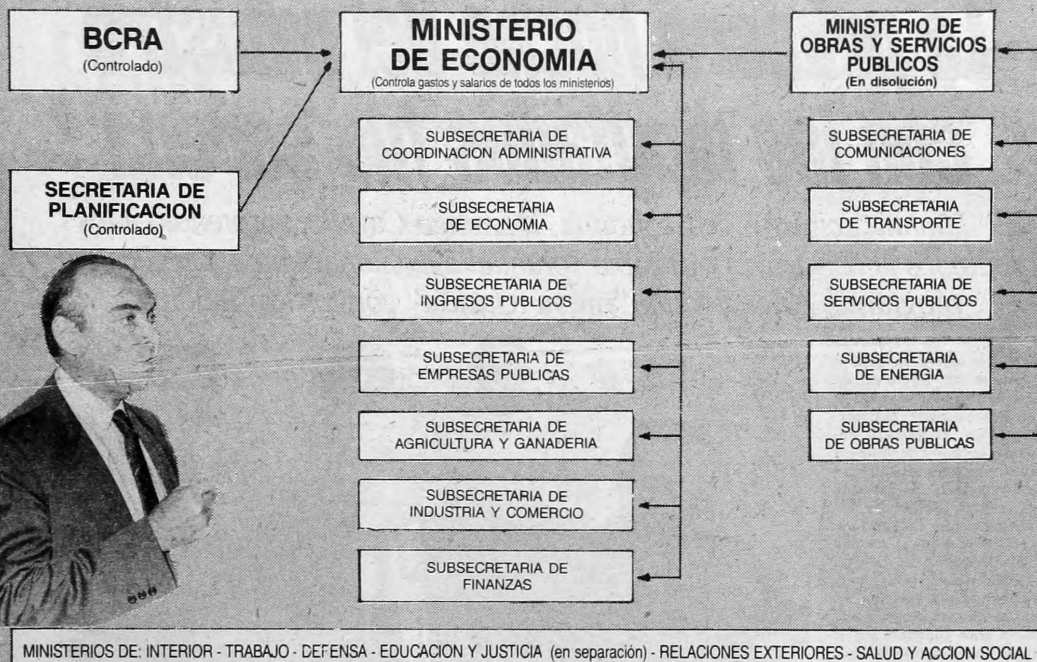 BCRA
(Controlado)
SECRETARIA DE
PLANIFICACION
(Controlado)
MINISTERIO
DE ECONOMIA
(Controla gastos y salarios de todos los ministerios)
SUBSECRETARIA DE
COORDINACION ADMINISTRATIVA
SUBSECRETARIA
DE ECONOMIA
SUBSECRETARIA DE
INGRESOS PUBLICOS
SUBSECRETARIA DE
EMPRESAS PUBLICAS
SUBSECRETARIA DE
AGRICULTURA Y GANADERIA
SUBSECRETARIA DE
INDUSTRIA Y COMERCIO
SUBSECRETARIA DE
FINANZAS
MINISTERIO DE
OBRAS Y SERVICIOS
PUBLICOS
(En disolución)
SUBSECRETARIA DE
COMUNICACIONES
SUBSECRETARIA
DE TRANSPORTE
SUBSECRETARIA DE
SERVICIOS PUBLICOS
SUBSECRETARIA
DE ENERGIA
SUBSECRETARIA
DE OBRAS PUBLICAS
MINISTERIOS DE: INTERIOR - TRABAJO - DEFENSA - EDUCACION Y JUSTICIA (en separación) - RELACIONES EXTERIORES - SALUD Y ACCION SOCIAL